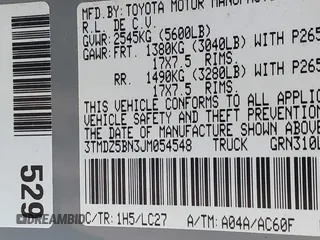 MFD.BY:TOYOTA MOTOR MANUFAC
R.L. DE C.V.
GVWR:2545KG (5600LB)
GAWR:FRT. 1380KG (3040LB) WITH P265
17X7.5 RIMS.
RR. 1490KG (3280LB) WITH P265
17X7.5 RIMS.
THIS VEHICLE CONFORMS TO ALL APPLIC
VEHICLE SAFETY AND THEFT PREVENTION
THE DATE OF MANUFACTURE SHOWN ABOVE
3TMDZ5BN3JM054548 TRUCK GRN310L
C/TR:1H5/LC27 A/TM:A04A/AC60F
529
DREAMBID